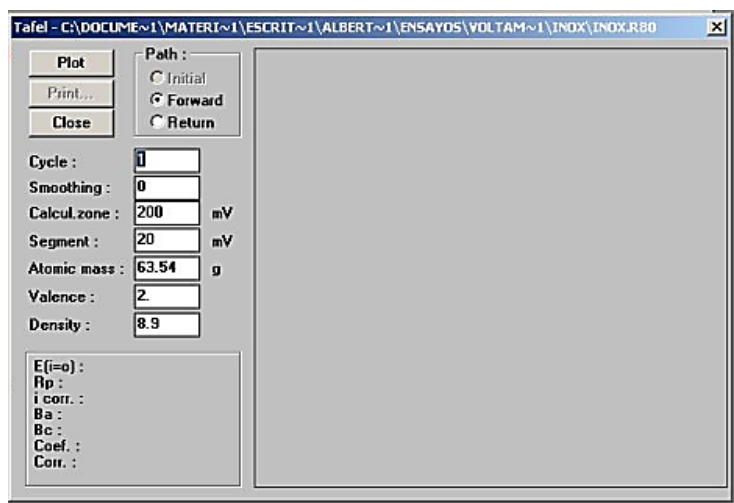 Tafel - C:\DOCUME~1\MATERI~1\ESCRIT~1\ALBERT~1\ENSAYOS\VOLTAM~1\INOX\INOX.R80
Plot
Print...
Close
Path :
Initial
Forward
Return
Cycle : 1
Smoothing : 0
Calcul.zone : 200 mV
Segment : 20 mV
Atomic mass : 63.54 g
Valence : 2.
Density : 8.9
E(i=o) :
Rp :
i corr. :
Ba :
Bc :
Coef. :
Corr. :